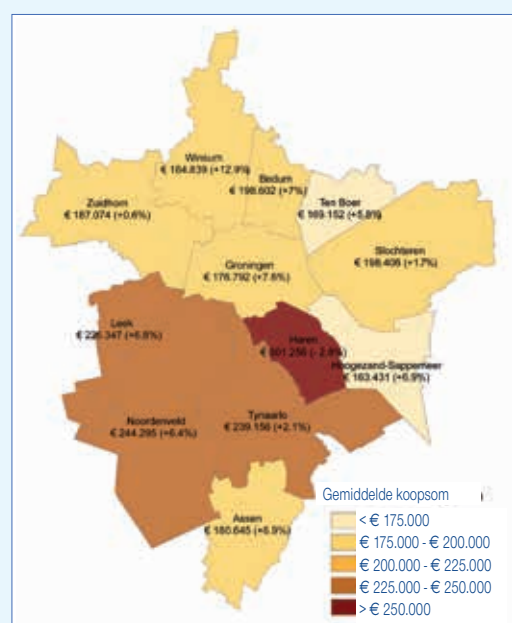 Winsum
€ 184.839 (+12.9%)
Bedum
€ 198.602 (+7%)
Ten Boer
€ 169.152 (+5.8%)
Zuidhorn
€ 187.074 (+0.6%)
Slochteren
€ 198.408 (+1.7%)
Groningen
€ 176.792 (+7.6%)
Leek
(+6.8%)
Haren
Hoogezand-Sappemeer
€ 163.431 (+6.9%)
Noordenveld
€ 244.295 (+6.4%)
Tynaarlo
€ 239.156 (+2.1%)
Assen
€ 180.645 (+6.9%)
Gemiddelde koopsom
< € 175.000
€ 175.000 - € 200.000
€ 200.000 - € 225.000
€ 225.000 - € 250.000
> € 250.000